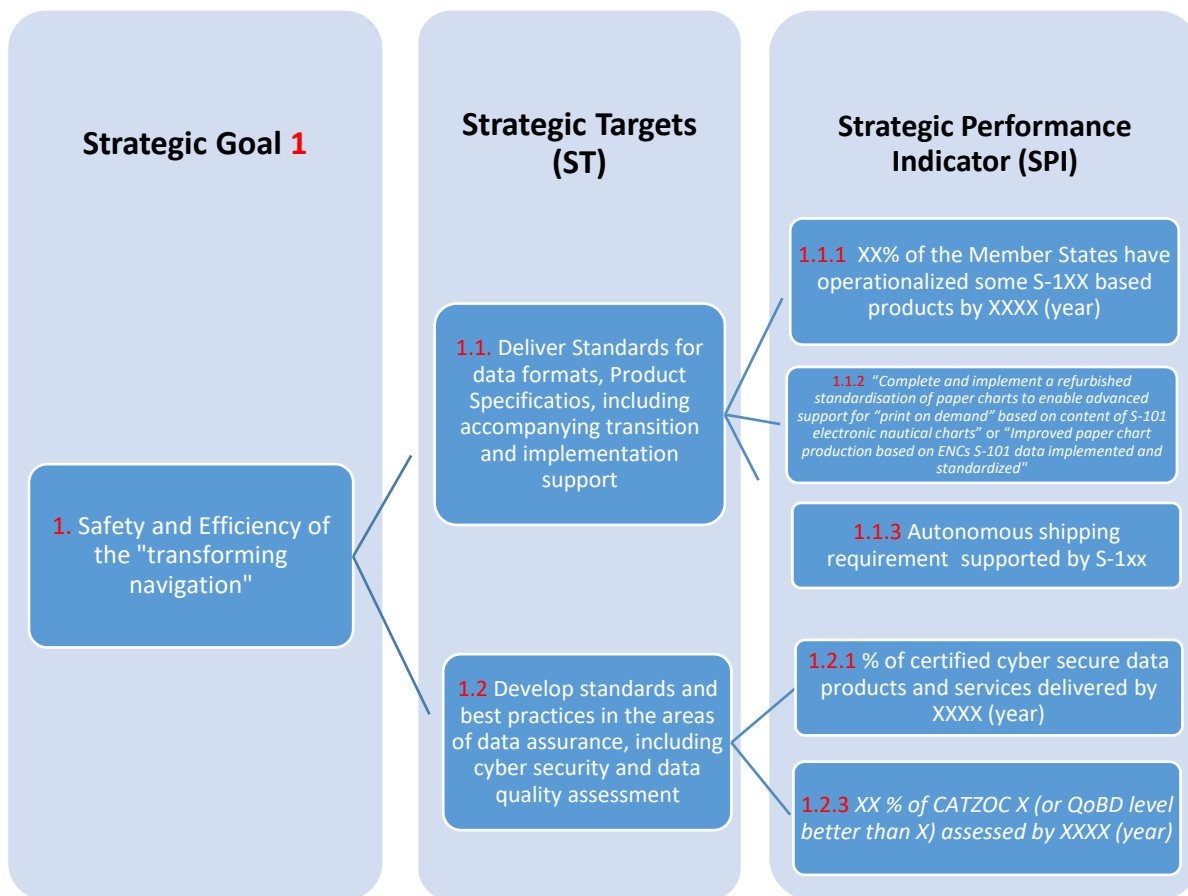 Strategic Goal 1
Strategic Targets
(ST)
Strategic Performance
Indicator (SPI)
1. Safety and Efficiency of
the "transforming
navigation"
1.1. Deliver Standards for
data formats, Product
Specificatios, including
accompanying transition
and implementation
support
1.2 Develop standards and
best practices in the areas
of data assurance, including
cyber security and data
quality assessment
1.1.1 XX% of the Member States have
operationalized some S-1XX based
products by XXXX (year)
1.1.2 “Complete and implement a refurbished
standardisation of paper charts to enable advanced
support for “print on demand” based on content of S-101
electronic nautical charts” or “Improved paper chart
production based on ENCs S-101 data implemented and
standardized"
1.1.3 Autonomous shipping
requirement supported by S-1xx
1.2.1 % of certified cyber secure data
products and services delivered by
XXXX (year)
1.2.3 XX % of CATZOC X (or QoBD level
better than X) assessed by XXXX (year)